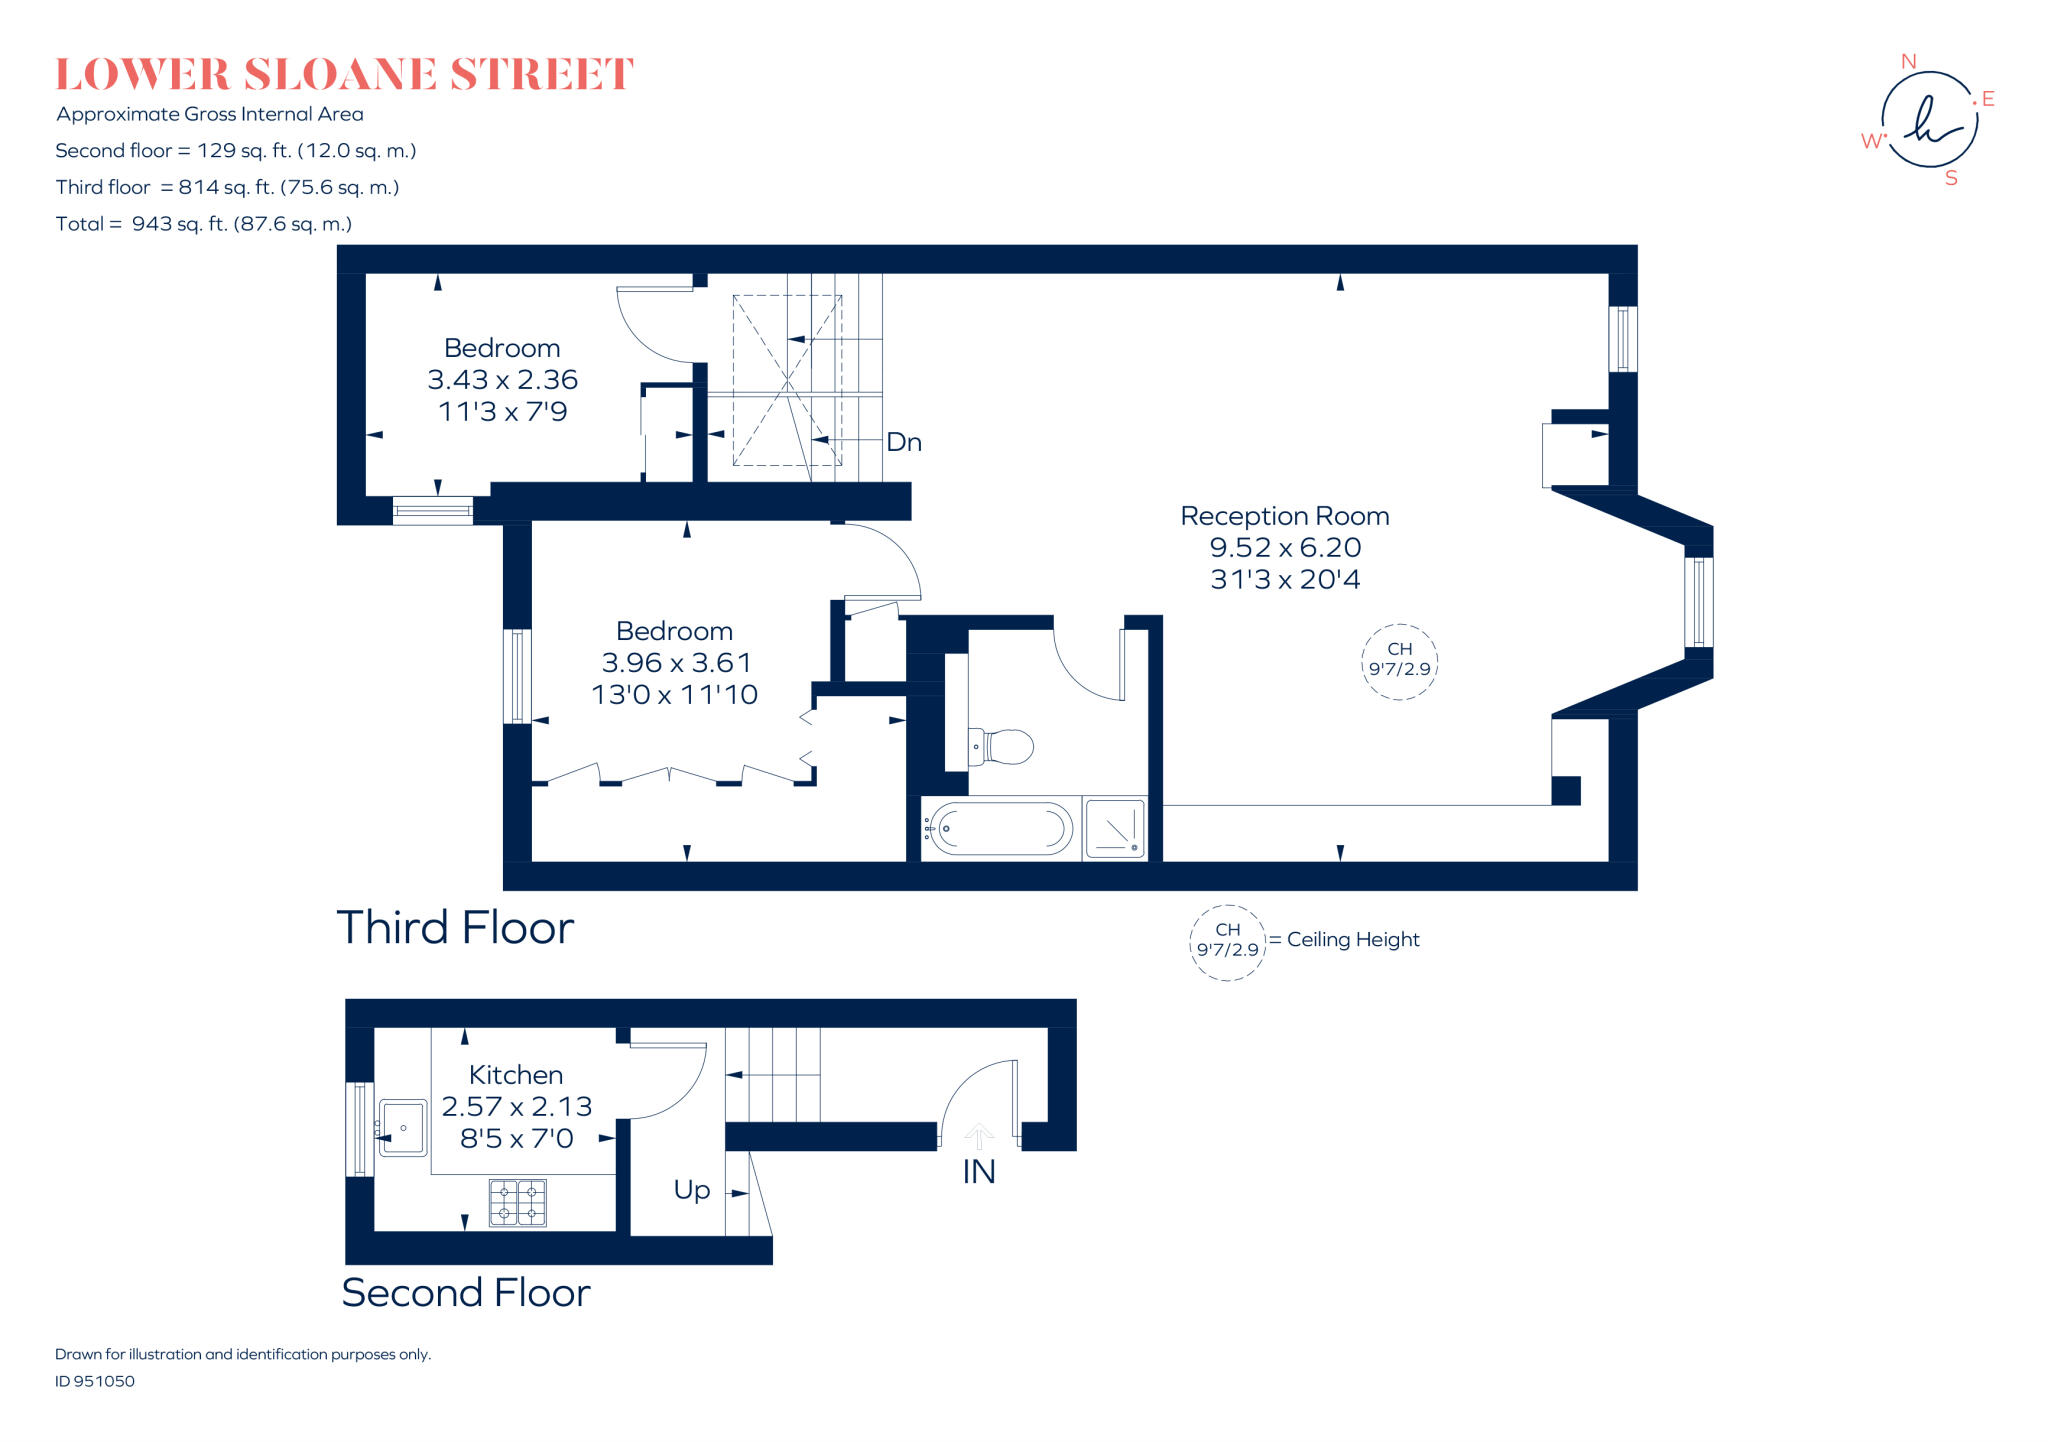 LOWER SLOANE STREET
Approximate Gross Internal Area
Second floor = 129 sq. ft. (12.0 sq. m.)
Third floor = 814 sq. ft. (75.6 sq. m.)
Total = 943 sq. ft. (87.6 sq. m.)
N
E
W
S
Bedroom
3.43 x 2.36
11'3 x 7'9
Dn
Reception Room
9.52 x 6.20
31'3 x 20'4
CH
9'7/2.9
Bedroom
3.96 x 3.61
13'0 x 11'10
Third Floor
CH
9'7/2.9
= Ceiling Height
Kitchen
2.57 x 2.13
8'5 x 7'0
Up
IN
Second Floor
Drawn for illustration and identification purposes only.
ID 951050